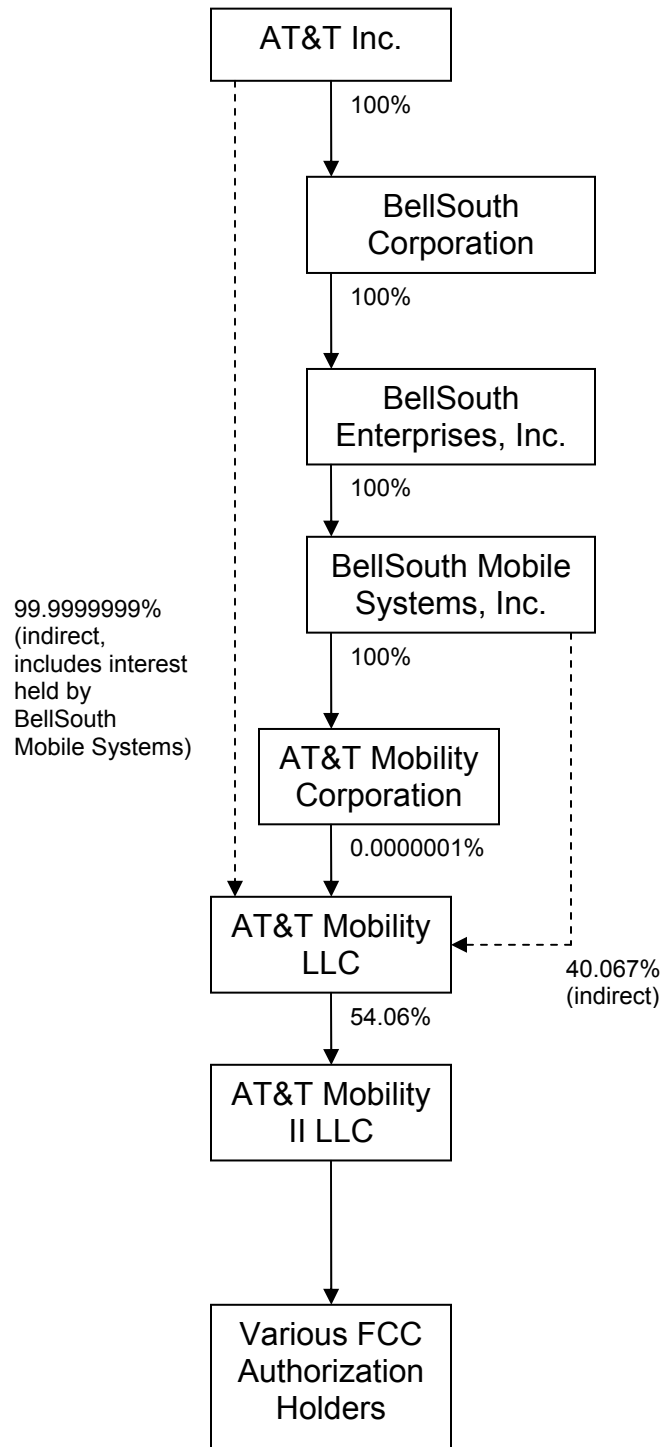 AT&T Inc.
100%
BellSouth
Corporation
100%
BellSouth
Enterprises, Inc.
100%
BellSouth Mobile
Systems, Inc.
99.9999999%
(indirect,
includes interest
held by
BellSouth
Mobile Systems)
100%
AT&T Mobility
Corporation
0.0000001%
AT&T Mobility
LLC
40.067%
(indirect)
54.06%
AT&T Mobility
II LLC
Various FCC
Authorization
Holders